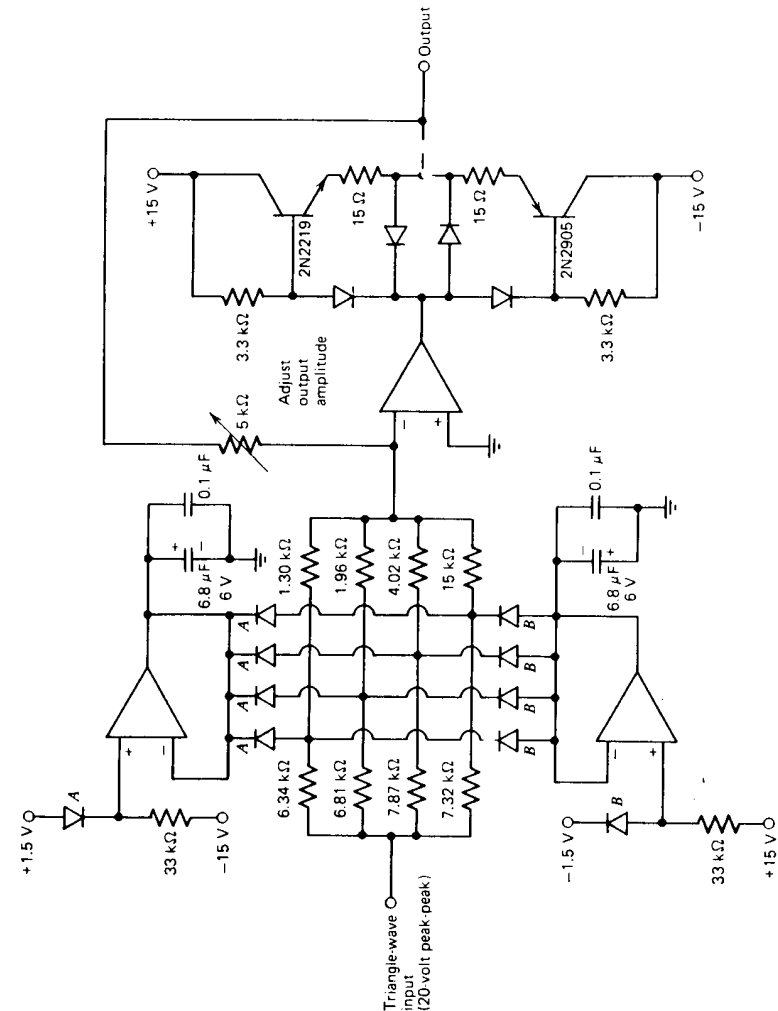 +1.5 V
A
33 kΩ
−15 V
+
−
+
−
6.8 µF
6 V
0.1 µF
A
A
A
A
Triangle-wave
input
(20-volt peak-peak)
6.34 kΩ
1.30 kΩ
6.81 kΩ
1.96 kΩ
7.87 kΩ
4.02 kΩ
7.32 kΩ
15 kΩ
B
B
B
B
−1.5 V
B
33 kΩ
+15 V
−
+
−
+
6.8 µF
6 V
0.1 µF
5 kΩ
Adjust
output
amplitude
−
+
+15 V
3.3 kΩ
2N2219
15 Ω
15 Ω
2N2905
3.3 kΩ
−15 V
Output